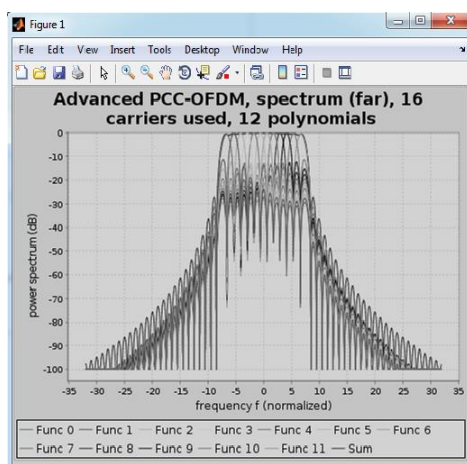 Figure 1
File Edit View Insert Tools Desktop Window Help
Advanced PCC-OFDM, spectrum (far), 16
carriers used, 12 polynomials
power spectrum (dB)
0
-10
-20
-30
-40
-50
-60
-70
-80
-90
-100
-35 -30 -25 -20 -15 -10 -5 0 5 10 15 20 25 30 35
frequency f (normalized)
Func 0 Func 1 Func 2 Func 3 Func 4 Func 5 Func 6
Func 7 Func 8 Func 9 Func 10 Func 11 Sum